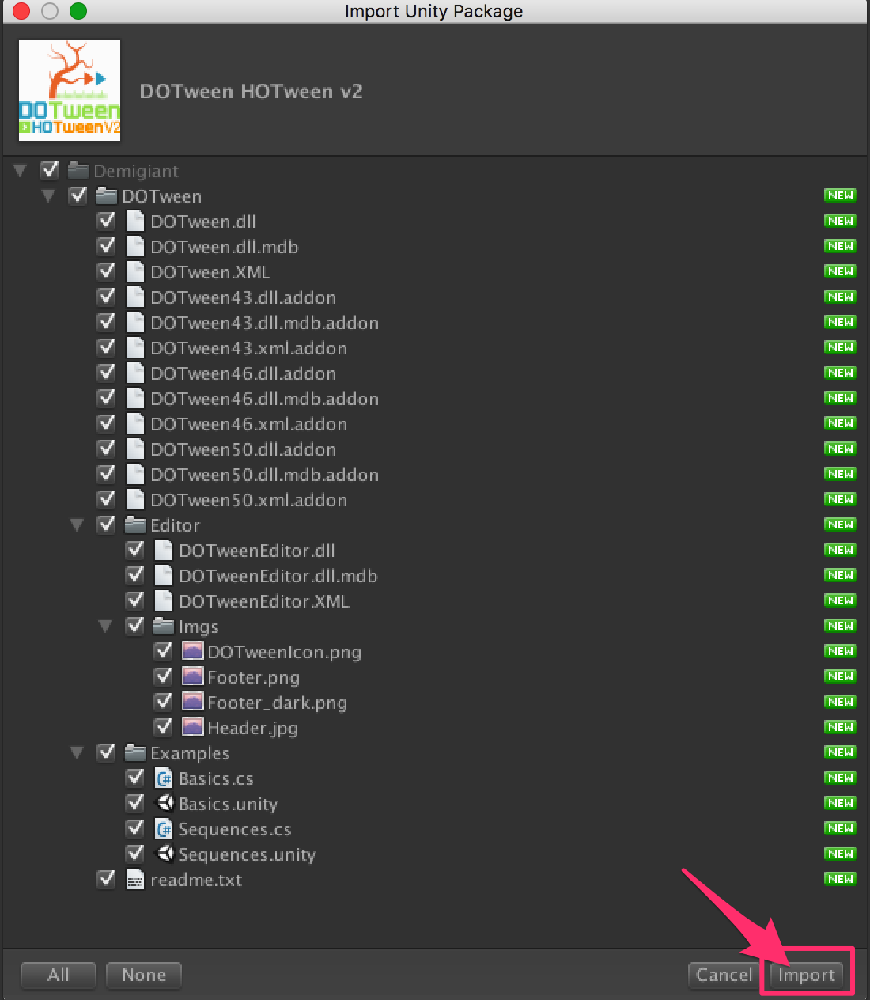 Import Unity Package
DOTween
HOTweenV2
DOTween HOTween v2
Demigiant
DOTween NEW
DOTween.dll NEW
DOTween.dll.mdb NEW
DOTween.XML NEW
DOTween43.dll.addon NEW
DOTween43.dll.mdb.addon NEW
DOTween43.xml.addon NEW
DOTween46.dll.addon NEW
DOTween46.dll.mdb.addon NEW
DOTween46.xml.addon NEW
DOTween50.dll.addon NEW
DOTween50.dll.mdb.addon NEW
DOTween50.xml.addon NEW
Editor NEW
DOTweenEditor.dll NEW
DOTweenEditor.dll.mdb NEW
DOTweenEditor.XML NEW
Imgs NEW
DOTweenIcon.png NEW
Footer.png NEW
Footer_dark.png NEW
Header.jpg NEW
Examples NEW
C# Basics.cs NEW
Basics.unity NEW
C# Sequences.cs NEW
Sequences.unity NEW
readme.txt NEW
All None Cancel Import